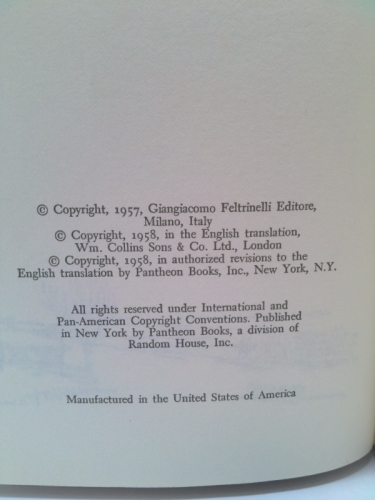 © Copyright, 1957, Giangiacomo Feltrinelli Editore,
Milano, Italy
© Copyright, 1958, in the English translation,
Wm. Collins Sons & Co. Ltd., London
© Copyright, 1958, in authorized revisions to the
English translation by Pantheon Books, Inc., New York, N.Y.
All rights reserved under International and
Pan-American Copyright Conventions. Published
in New York by Pantheon Books, a division of
Random House, Inc.
Manufactured in the United States of America